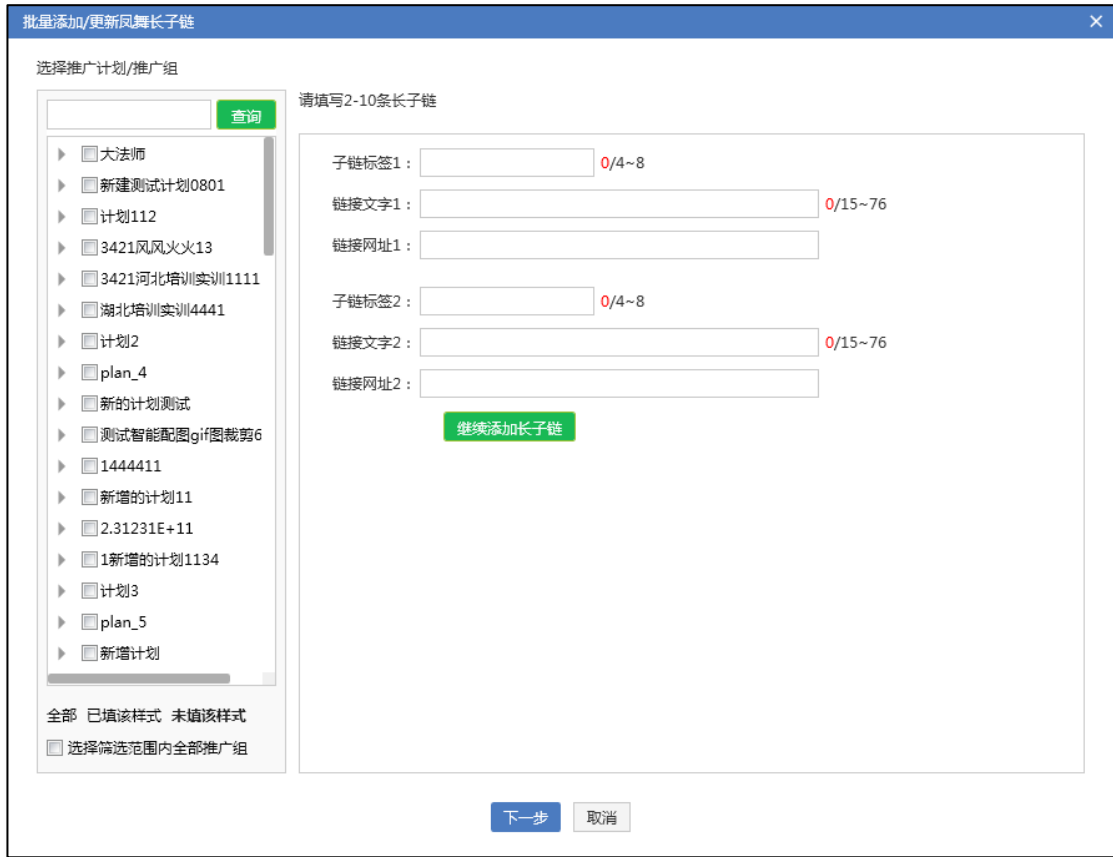 批量添加/更新凤舞长子链
选择推广计划/推广组
查询
大法师
新建测试计划0801
计划112
3421风风火火13
3421河北培训实训1111
湖北培训实训4441
计划2
plan_4
新的计划测试
测试智能配图gif图裁剪6
1444411
新增的计划11
2.31231E+11
1新增的计划1134
计划3
plan_5
新增计划
全部 已填该样式 未填该样式
选择筛选范围内全部推广组
请填写2-10条长子链
子链标签1： 0/4~8
链接文字1： 0/15~76
链接网址1：
子链标签2： 0/4~8
链接文字2： 0/15~76
链接网址2：
继续添加长子链
下一步 取消